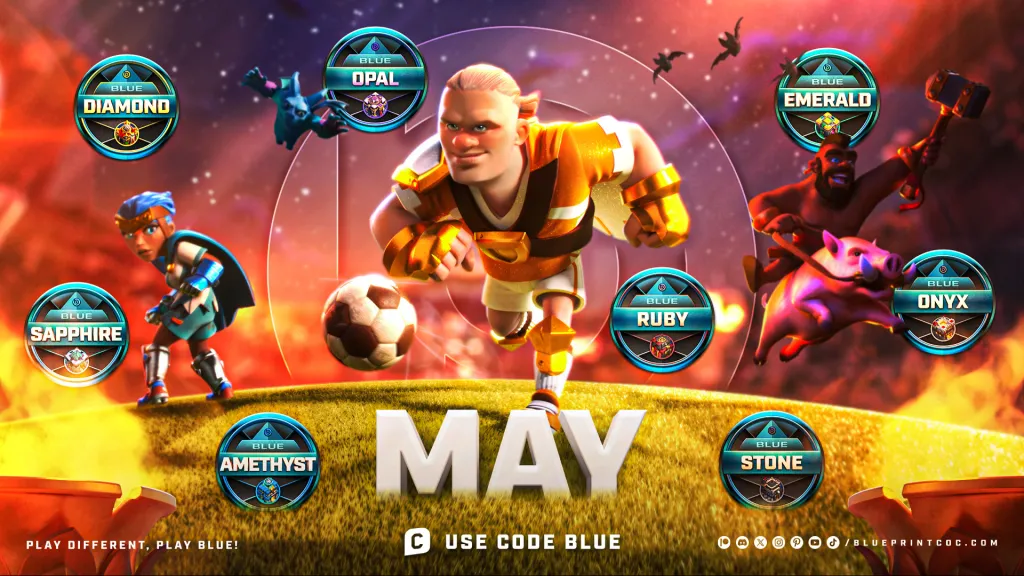 BLUE
DIAMOND
BLUE
OPAL
BLUE
EMERALD
BLUE
SAPPHIRE
BLUE
RUBY
BLUE
ONYX
BLUE
AMETHYST
MAY
BLUE
STONE
PLAY DIFFERENT, PLAY BLUE!
C USE CODE BLUE
/BLUEPRINTCOC.COM